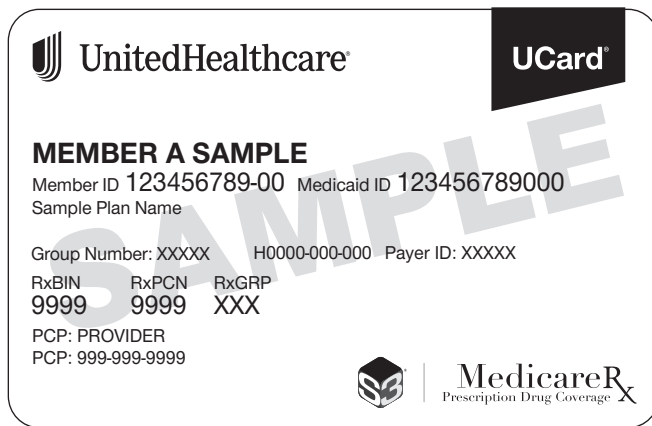 UnitedHealthcare®
UCard®
MEMBER A SAMPLE
Member ID 123456789-00 Medicaid ID 123456789000
Sample Plan Name
SAMPLE
Group Number: XXXXX H0000-000-000 Payer ID: XXXXX
RxBIN RxPCN RxGRP
9999 9999 XXX
PCP: PROVIDER
PCP: 999-999-9999
S3
MedicareRx
Prescription Drug Coverage